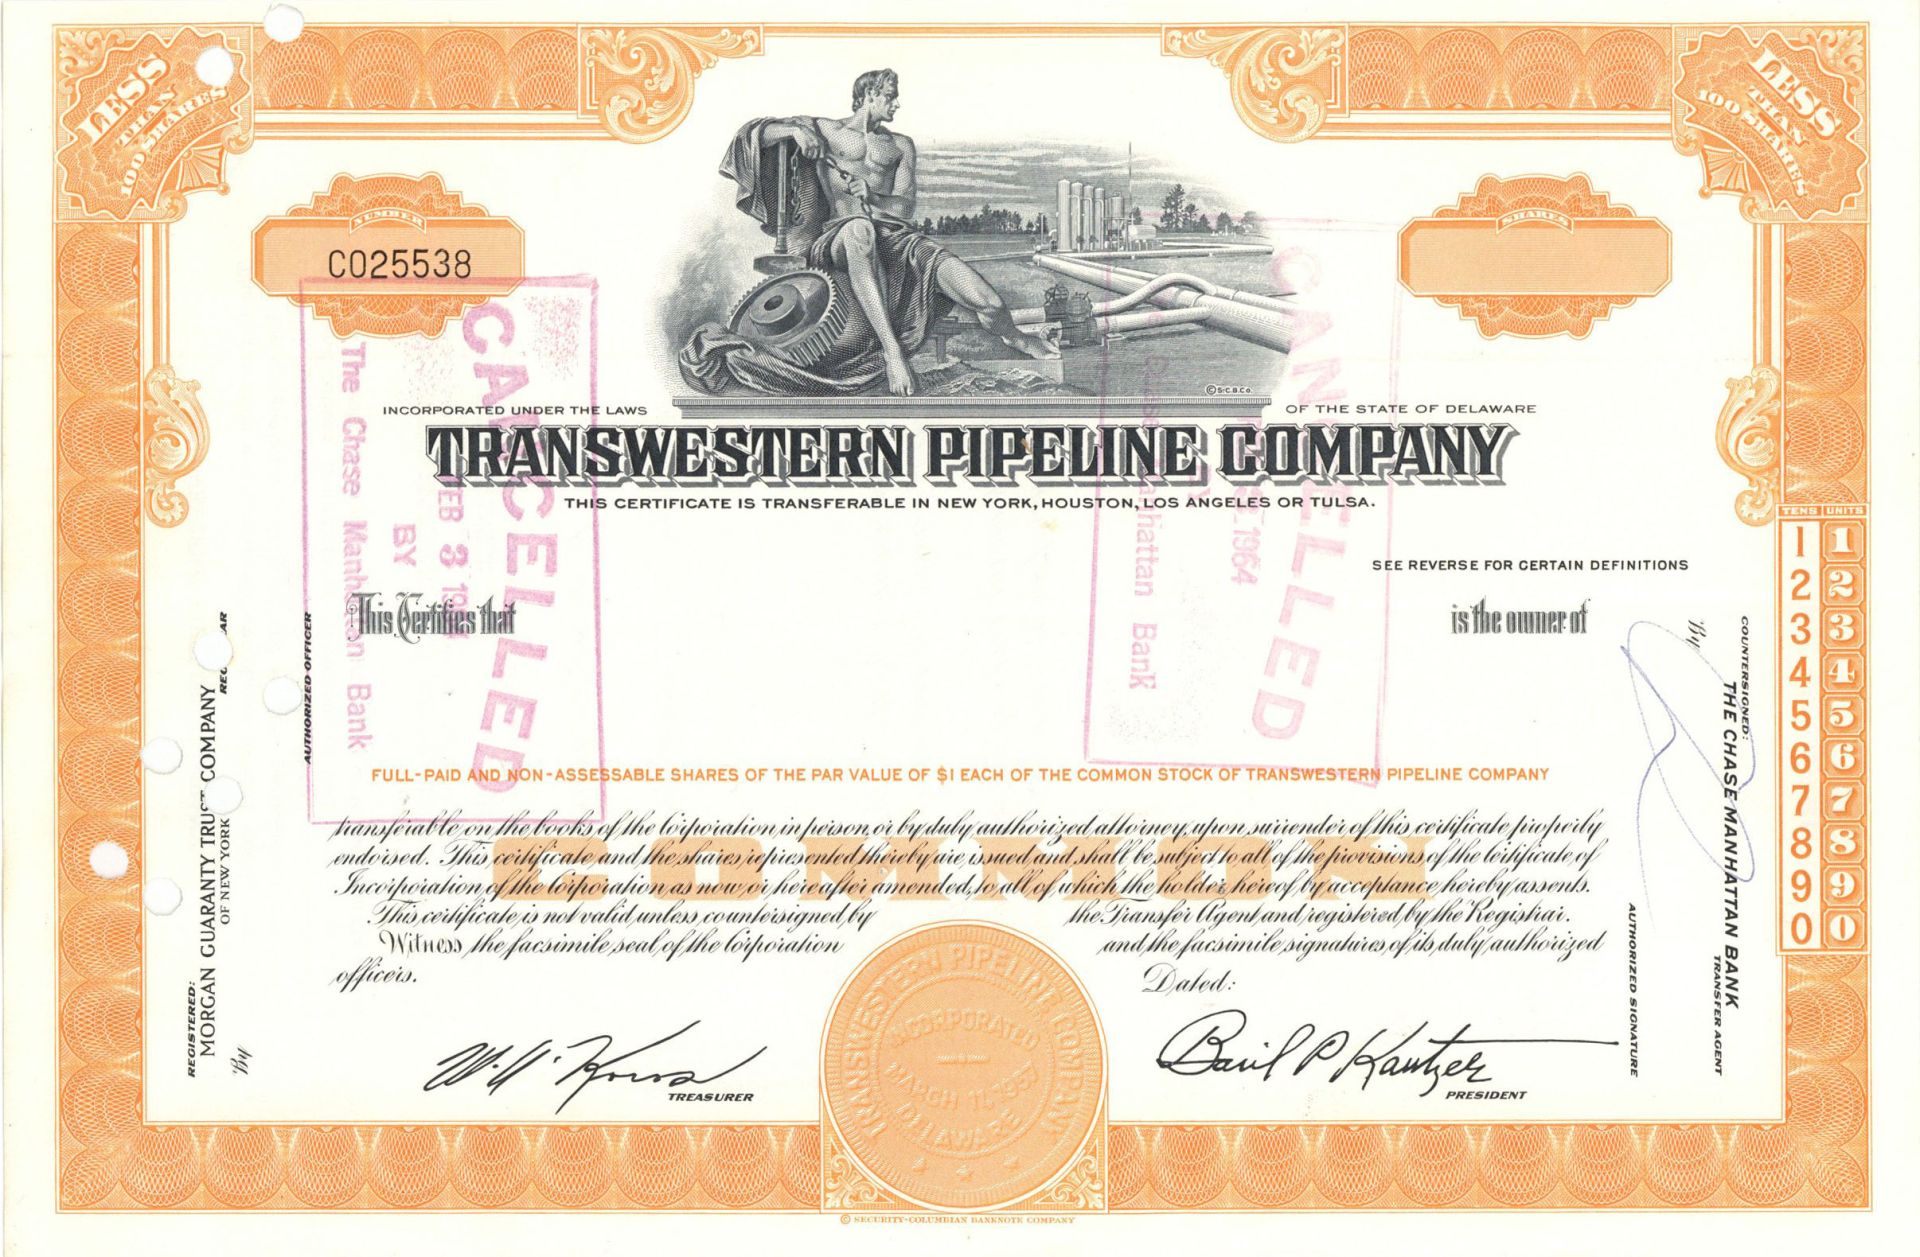 LESS
THAN
100 SHARES
LESS
THAN
100 SHARES
NUMBER
C025538
SHARES
© S.C.B.Co.
INCORPORATED UNDER THE LAWS OF THE STATE OF DELAWARE
TRANSWESTERN PIPELINE COMPANY
THIS CERTIFICATE IS TRANSFERABLE IN NEW YORK, HOUSTON, LOS ANGELES OR TULSA.
SEE REVERSE FOR CERTAIN DEFINITIONS
This Certifies that
is the owner of
FULL-PAID AND NON-ASSESSABLE SHARES OF THE PAR VALUE OF $1 EACH OF THE COMMON STOCK OF TRANSWESTERN PIPELINE COMPANY
COMMON
transferable on the books of the Corporation in person or by duly authorized attorney upon surrender of this certificate properly
endorsed. This certificate and the shares represented thereby are issued and shall be subject to all of the provisions of the Certificate of
Incorporation of the Corporation as now or hereafter amended, to all of which the holder hereof, by acceptance, hereby assents.
This certificate is not valid unless countersigned by the Transfer Agent and registered by the Registrar.
Witness the facsimile seal of the Corporation and the facsimile signatures of its duly authorized
officers.
Dated:
TREASURER
Basil P Kantzer
PRESIDENT
TRANSWESTERN PIPELINE COMPANY
INCORPORATED
MARCH 11, 1957
DELAWARE
© SECURITY-COLUMBIAN BANKNOTE COMPANY
REGISTERED:
MORGAN GUARANTY TRUST COMPANY
OF NEW YORK
By
AUTHORIZED OFFICER
COUNTERSIGNED:
THE CHASE MANHATTAN BANK
TRANSFER AGENT
By
AUTHORIZED SIGNATURE
TENS UNITS
1 1
2 2
3 3
4 4
5 5
6 6
7 7
8 8
9 9
0 0
CANCELLED
FEB 3
BY
The Chase Manhattan Bank
CANCELLED
1964
BY
Chase Manhattan Bank